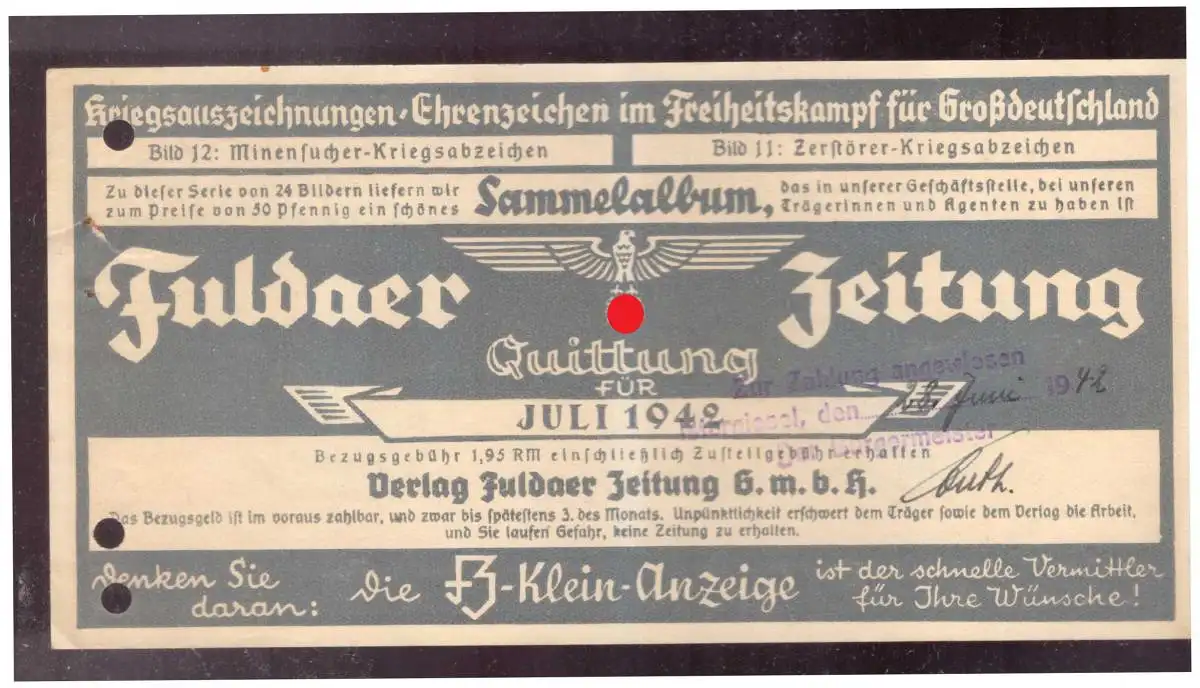 Kriegsauszeichnungen-Ehrenzeichen im Freiheitskampf für Großdeutschland
Bild 12: Minensucher-Kriegsabzeichen
Bild 11: Zerstörer-Kriegsabzeichen
Zu dieser Serie von 24 Bildern liefern wir
zum Preise von 50 Pfennig ein schönes
Sammelalbum,
das in unserer Geschäftsstelle, bei unseren
Trägerinnen und Agenten zu haben ist
Fuldaer Zeitung
Quittung
FÜR
JULI 1942
Zur Zahlung angewiesen
den 22. Juni 1942
Der Bürgermeister
Bezugsgebühr 1,95 RM einschließlich Zustellgebühr erhalten
Verlag Fuldaer Zeitung G.m.b.H.
Das Bezugsgeld ist im voraus zahlbar, und zwar bis spätestens 3. des Monats. Unpünktlichkeit erschwert dem Träger sowie dem Verlag die Arbeit,
und Sie laufen Gefahr, keine Zeitung zu erhalten.
Denken Sie
daran:
die FZ-Klein-Anzeige
ist der schnelle Vermittler
für Ihre Wünsche!